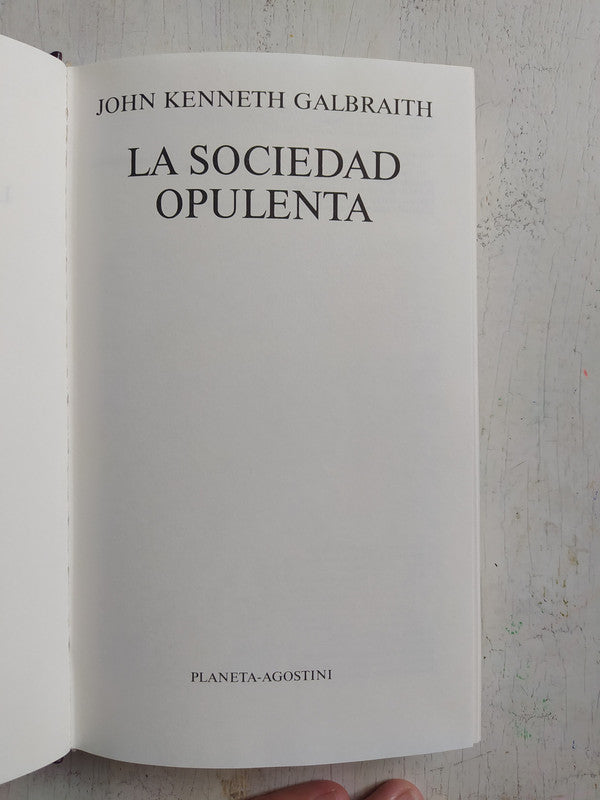 JOHN KENNETH GALBRAITH
LA SOCIEDAD
OPULENTA
PLANETA-AGOSTINI